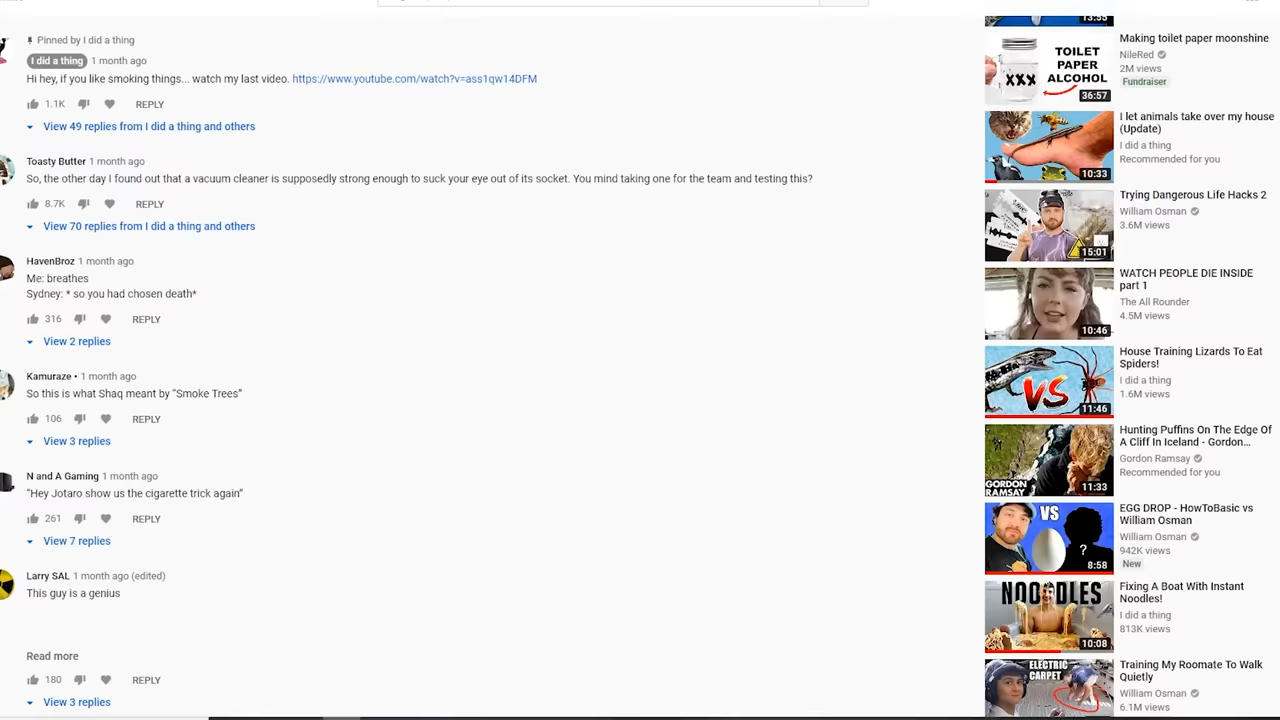 Pinned by I did a thing
I did a thing 1 month ago
Hi hey, if you like smoking things... watch my last video. https://www.youtube.com/watch?v=ass1qw14DFM
1.1K REPLY
View 49 replies from I did a thing and others
Toasty Butter 1 month ago
So, the other day I found out that a vacuum cleaner is supposedly strong enough to suck your eye out of its socket. You mind taking one for the team and testing this?
8.7K REPLY
View 70 replies from I did a thing and others
HavenBroz 1 month ago
Me: breathes
Sydney: * so you had chosen death*
316 REPLY
View 2 replies
Kamuraze • 1 month ago
So this is what Shaq meant by “Smoke Trees”
106 REPLY
View 3 replies
N and A Gaming 1 month ago
“Hey Jotaro show us the cigarette trick again”
261 REPLY
View 7 replies
Larry SAL 1 month ago (edited)
This guy is a genius
Read more
180 REPLY
View 3 replies
13:55
TOILET
PAPER
ALCOHOL
XXX
36:57
Making toilet paper moonshine
NileRed
2M views
Fundraiser
10:33
I let animals take over my house
(Update)
I did a thing
Recommended for you
15:01
Trying Dangerous Life Hacks 2
William Osman
3.6M views
10:46
WATCH PEOPLE DIE INSIDE
part 1
The All Rounder
4.5M views
VS
11:46
House Training Lizards To Eat
Spiders!
I did a thing
1.6M views
GORDON
RAMSAY
11:33
Hunting Puffins On The Edge Of
A Cliff In Iceland - Gordon...
Gordon Ramsay
Recommended for you
VS
?
8:58
EGG DROP - HowToBasic vs
William Osman
William Osman
942K views
New
NOODLES
10:08
Fixing A Boat With Instant
Noodles!
I did a thing
813K views
ELECTRIC
CARPET
Training My Roomate To Walk
Quietly
William Osman
6.1M views